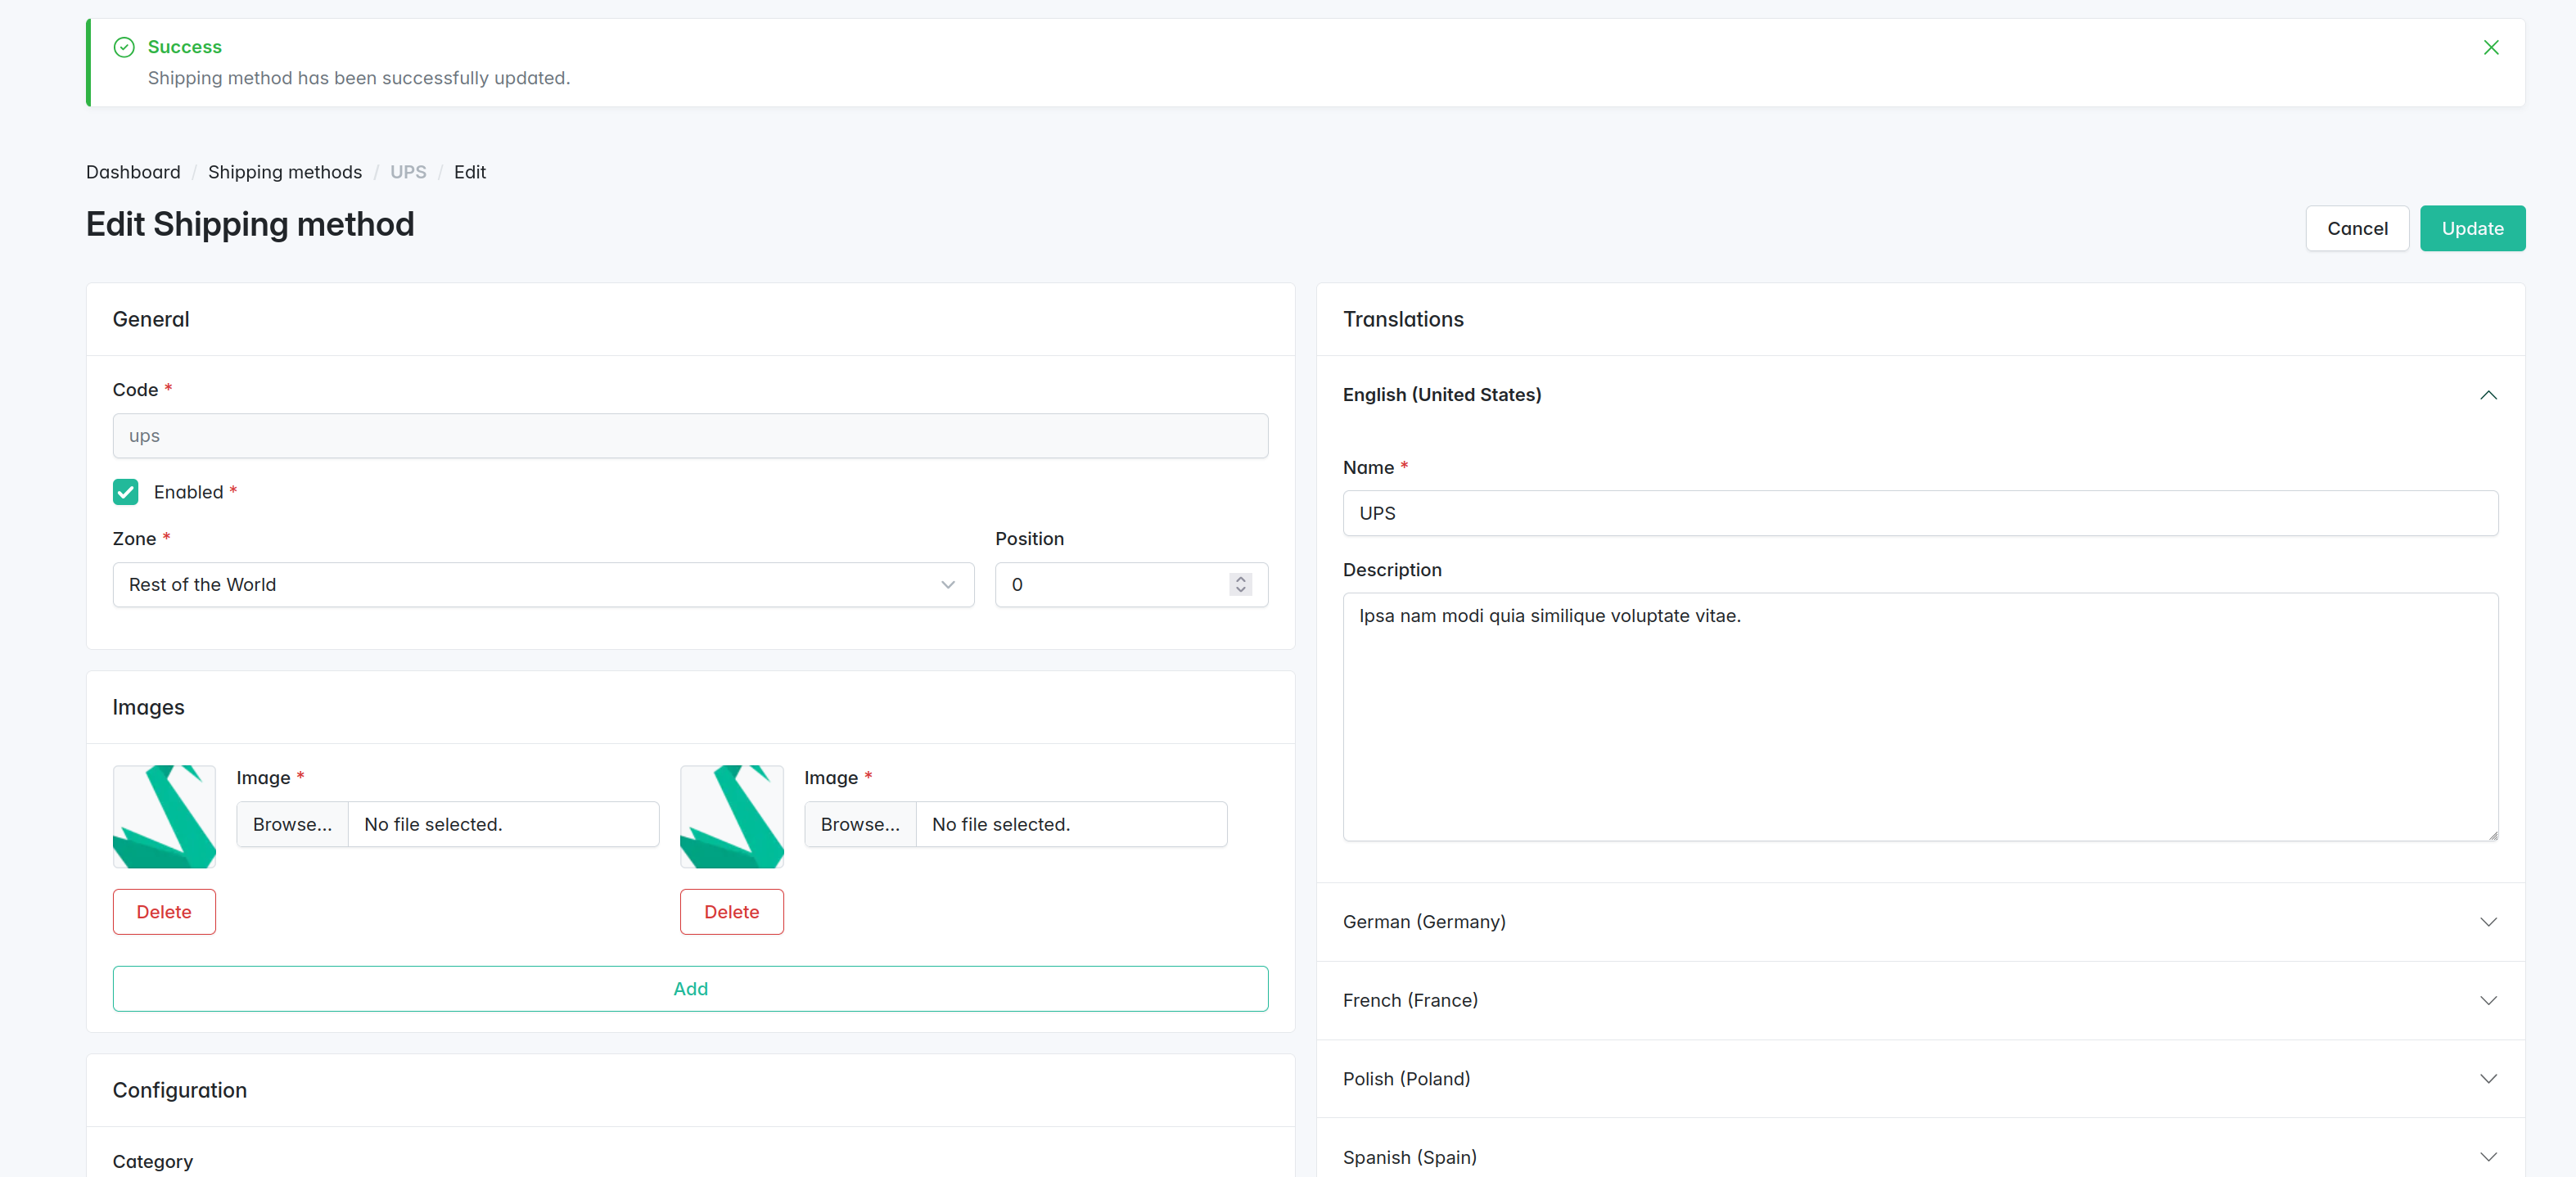 Success
Shipping method has been successfully updated.
Dashboard / Shipping methods / UPS / Edit
Edit Shipping method
Cancel
Update
General
Code *
ups
Enabled *
Zone *
Position
Rest of the World
0
Images
Image *
Browse... No file selected.
Delete
Image *
Browse... No file selected.
Delete
Add
Configuration
Category
Translations
English (United States)
Name *
UPS
Description
Ipsa nam modi quia similique voluptate vitae.
German (Germany)
French (France)
Polish (Poland)
Spanish (Spain)